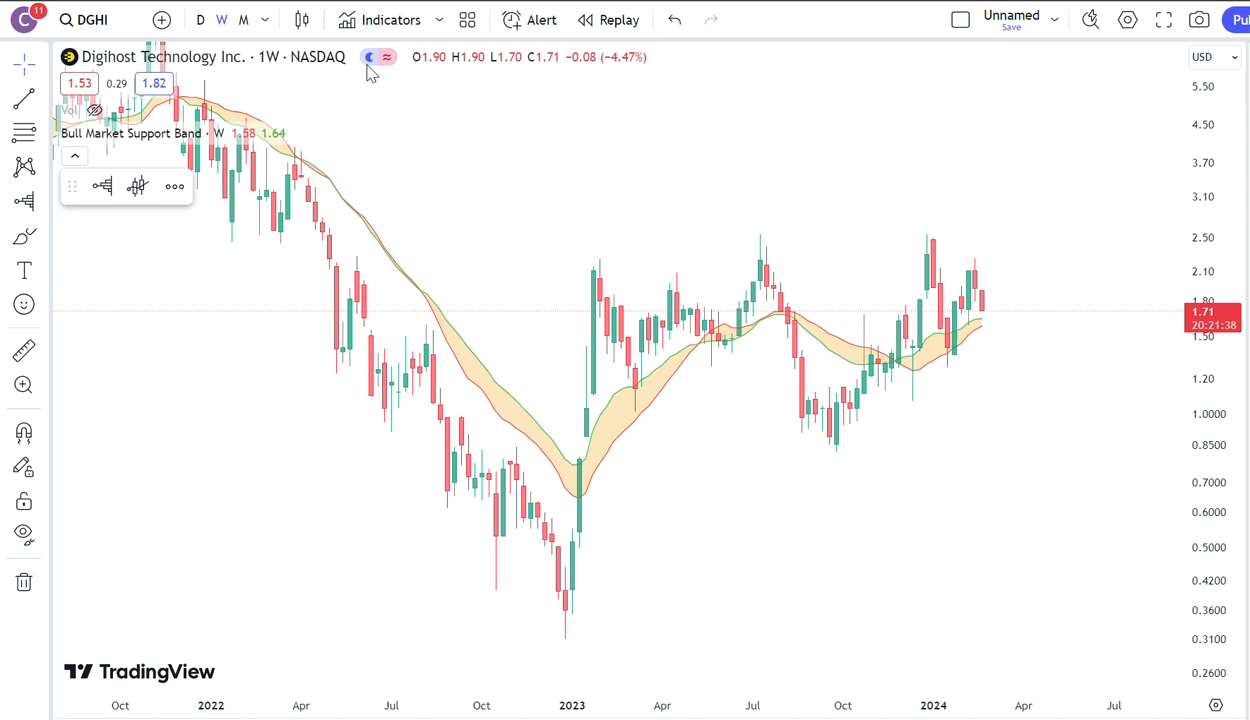 C 11 DGHI D W M Indicators Alert Replay Unnamed Save Pu
Digihost Technology Inc. · 1W · NASDAQ ≈ O1.90 H1.90 L1.70 C1.71 −0.08 (−4.47%) USD
1.53 0.29 1.82
Vol
Bull Market Support Band · W 1.58 1.64
T
5.50
4.50
3.70
3.10
2.50
2.10
1.80
1.71
20:21:38
1.50
1.20
1.0000
0.8500
0.7000
0.6000
0.5000
0.4200
0.3600
0.3100
0.2600
TradingView
Oct 2022 Apr Jul Oct 2023 Apr Jul Oct 2024 Apr Jul